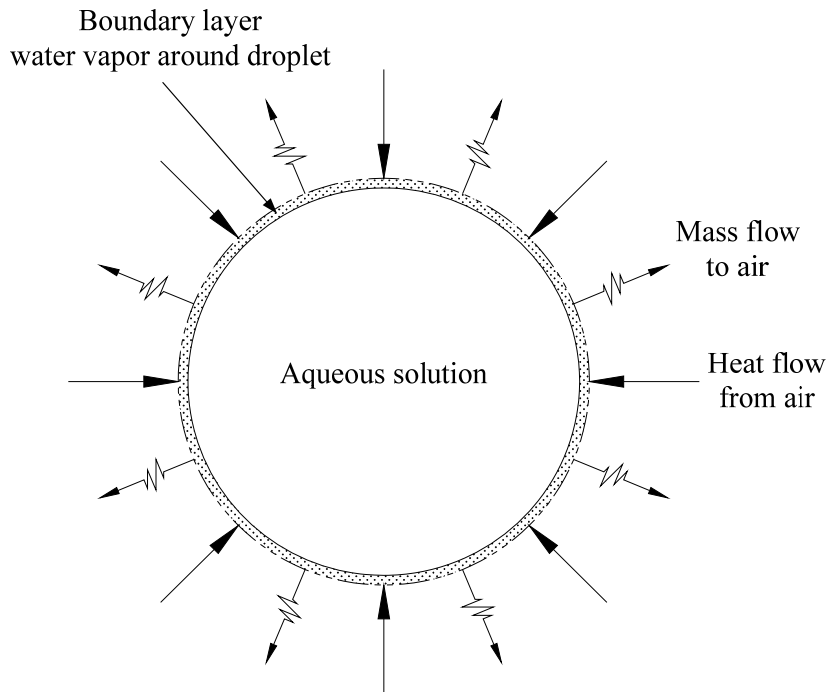 Boundary layer
water vapor around droplet
Mass flow
to air
Aqueous solution
Heat flow
from air